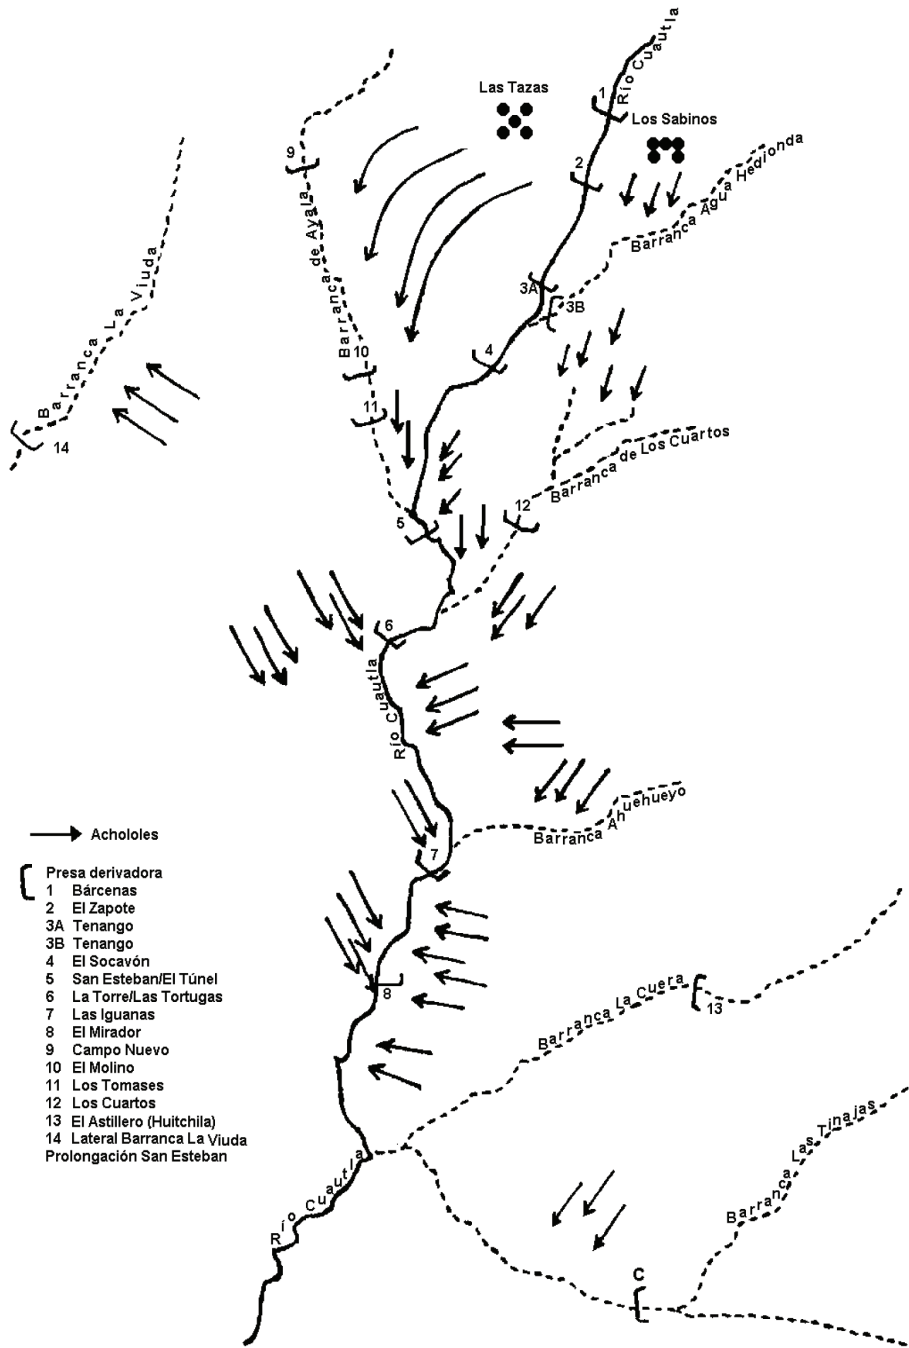 Río Cuautla
Las Tazas
1
Los Sabinos
9
2
Barranca Agua Hedionda
Barranca de Ayala
Barranca La Viuda
3A
3B
10
4
11
14
Barranca de Los Cuartos
12
5
6
Río Cuautla
Barranca Ahuehueyo
7
Achololes
Presa derivadora
1 Bárcenas
2 El Zapote
3A Tenango
3B Tenango
4 El Socavón
5 San Esteban/El Túnel
6 La Torre/Las Tortugas
7 Las Iguanas
8 El Mirador
9 Campo Nuevo
10 El Molino
11 Los Tomases
12 Los Cuartos
13 El Astillero (Huitchila)
14 Lateral Barranca La Viuda
Prolongación San Esteban
8
Barranca La Cuera
13
Barranca Las Tinajas
Río Cuautla
C